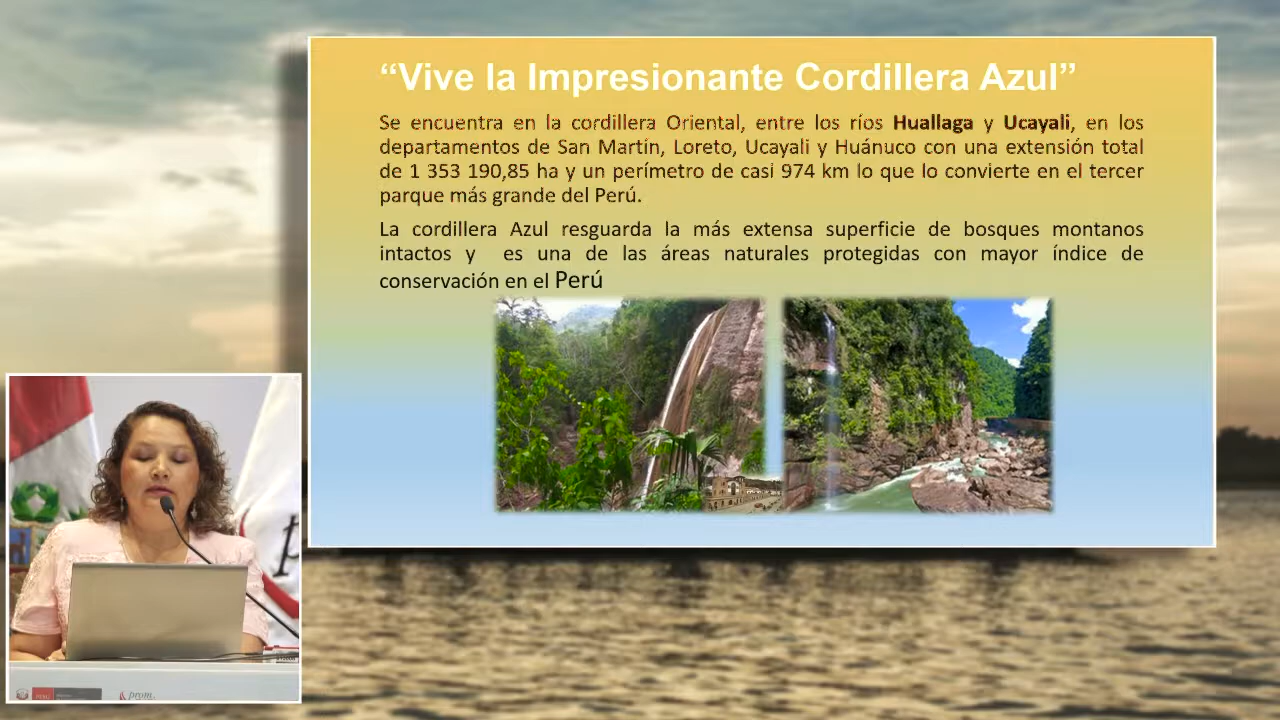 “Vive la Impresionante Cordillera Azul”
Se encuentra en la cordillera Oriental, entre los ríos Huallaga y Ucayali, en los
departamentos de San Martín, Loreto, Ucayali y Huánuco con una extensión total
de 1 353 190,85 ha y un perímetro de casi 974 km lo que lo convierte en el tercer
parque más grande del Perú.
La cordillera Azul resguarda la más extensa superficie de bosques montanos
intactos y es una de las áreas naturales protegidas con mayor índice de
conservación en el Perú